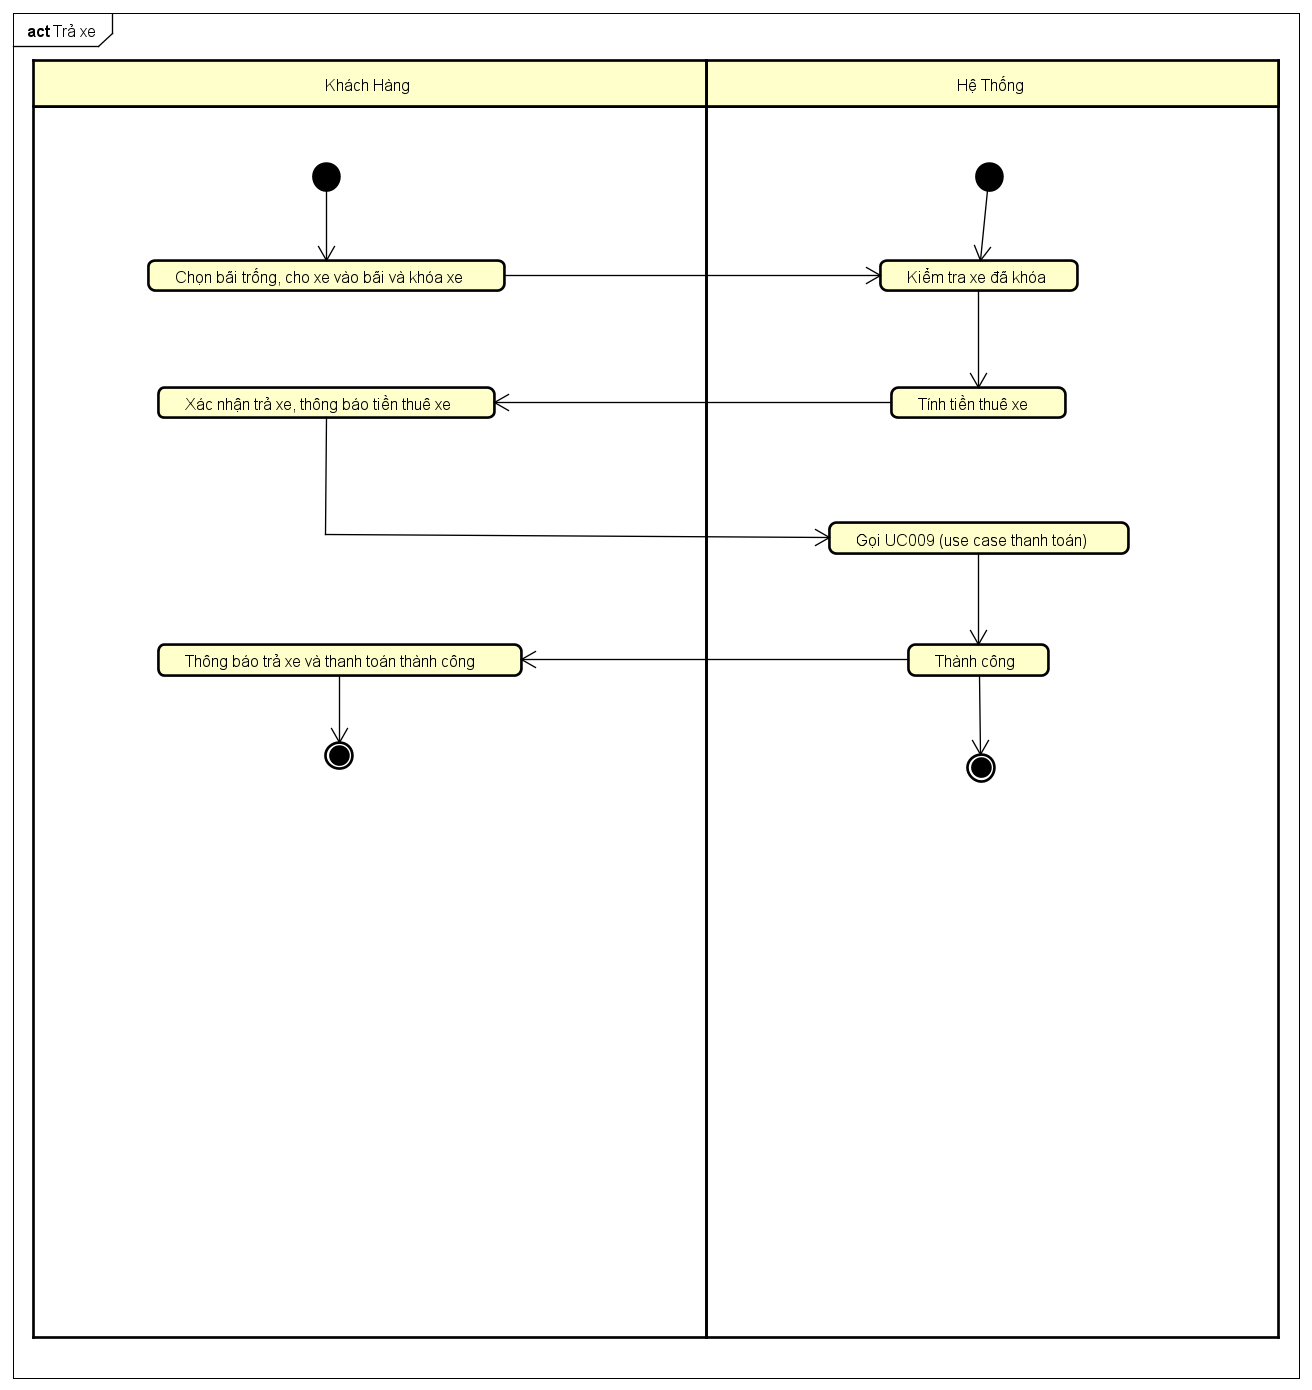 act Trả xe
Khách Hàng
Hệ Thống
Chọn bãi trống, cho xe vào bãi và khóa xe
Kiểm tra xe đã khóa
Xác nhận trả xe, thông báo tiền thuê xe
Tính tiền thuê xe
Gọi UC009 (use case thanh toán)
Thông báo trả xe và thanh toán thành công
Thành công